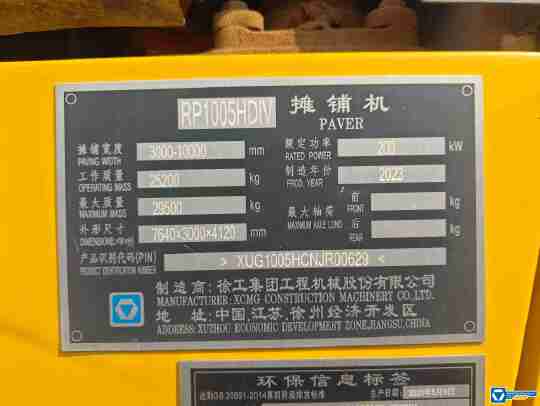 RP1005HDIV 摊铺机
PAVER
摊铺宽度 3000-10000 mm 额定功率 200 kW
PAVING WIDTH RATED POWER
工作质量 25200 kg 制造年份 2023
OPERATING MASS PROD. YEAR
最大质量 29500 kg 最大轴荷 前 kg
MAXIMUM MASS MAXIMUM AXLE LOAD FRONT
外形尺寸 7640×3000×4120 mm 后 kg
DIMENSIONS REAR
产品识别代码(PIN) > XUG1005HCNJR00629 <
PRODUCT IDENTIFICATION NUMBER
制造商:徐工集团工程机械股份有限公司
MANUFACTURER: XCMG CONSTRUCTION MACHINERY CO., LTD.
地址:中国,江苏,徐州经济开发区
ADDRESS: XUZHOU ECONOMIC DEVELOPMENT ZONE,JIANGSU,CHINA
环保信息标签
生产日期